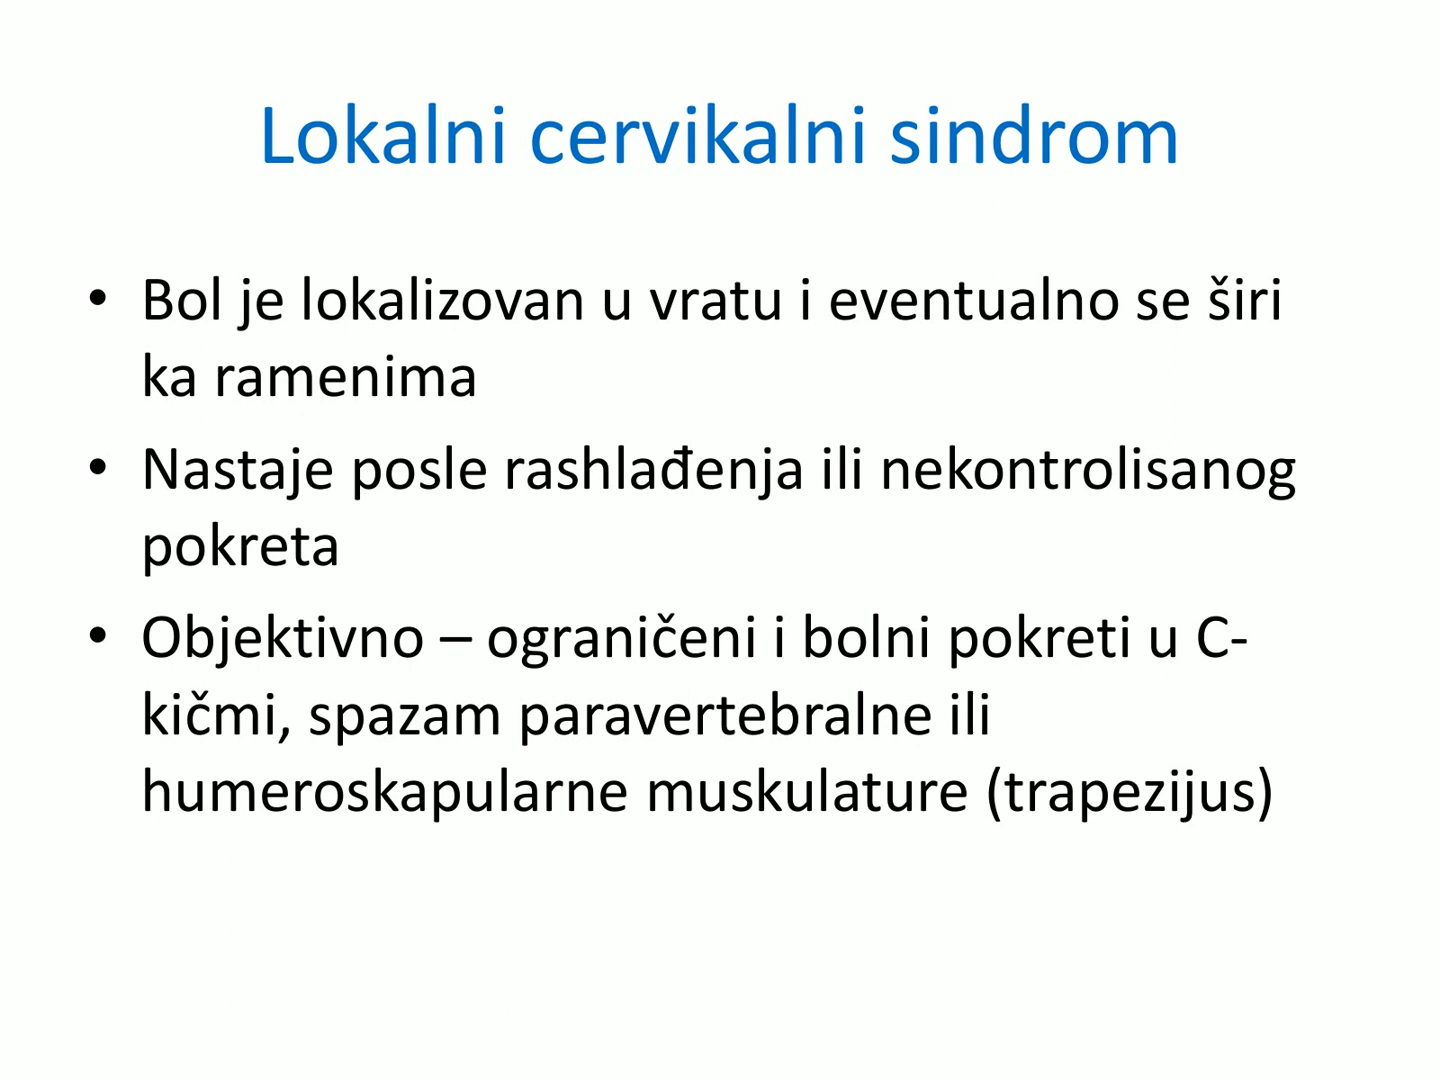 Lokalni cervikalni sindrom
• Bol je lokalizovan u vratu i eventualno se širi
ka ramenima
• Nastaje posle rashlađenja ili nekontrolisanog
pokreta
• Objektivno – ograničeni i bolni pokreti u C-
kičmi, spazam paravertebralne ili
humeroskapularne muskulature (trapezijus)